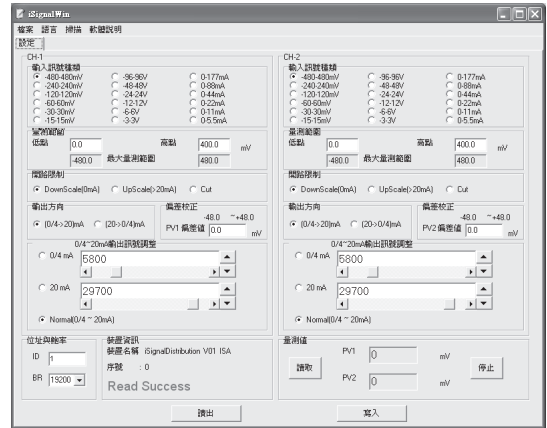 iSignalWin
檔案 語言 掃描 軟體說明
設定
CH-1
輸入訊號種類
-480-480mV -96-96V 0-177mA
-240-240mV -48-48V 0-88mA
-120-120mV -24-24V 0-44mA
-60-60mV -12-12V 0-22mA
-30-30mV -6-6V 0-11mA
-15-15mV -3-3V 0-5.5mA
量測範圍
低點 0.0 高點 400.0 mV
-480.0 最大量測範圍 480.0
開路限制
DownScale(0mA) UpScale(>20mA) Cut
輸出方向
(0/4->20)mA (20->0/4)mA
偏差校正
-48.0 ~+48.0
PV1 偏差值 0.0 mV
0/4~20mA輸出訊號調整
0/4 mA 5800
20 mA 29700
Normal(0/4 ~ 20mA)
CH-2
輸入訊號種類
-480-480mV -96-96V 0-177mA
-240-240mV -48-48V 0-88mA
-120-120mV -24-24V 0-44mA
-60-60mV -12-12V 0-22mA
-30-30mV -6-6V 0-11mA
-15-15mV -3-3V 0-5.5mA
量測範圍
低點 0.0 高點 400.0 mV
-480.0 最大量測範圍 480.0
開路限制
DownScale(0mA) UpScale(>20mA) Cut
輸出方向
(0/4->20)mA (20->0/4)mA
偏差校正
-48.0 ~+48.0
PV2 偏差值 0.0 mV
0/4~20mA輸出訊號調整
0/4 mA 5800
20 mA 29700
Normal(0/4 ~ 20mA)
位址與鮑率
ID 1
BR 19200
裝置資訊
裝置名稱 iSignalDistribution V01 ISA
序號 : 0
Read Success
量測值
讀取
PV1 0 mV
PV2 0 mV
停止
讀出 寫入